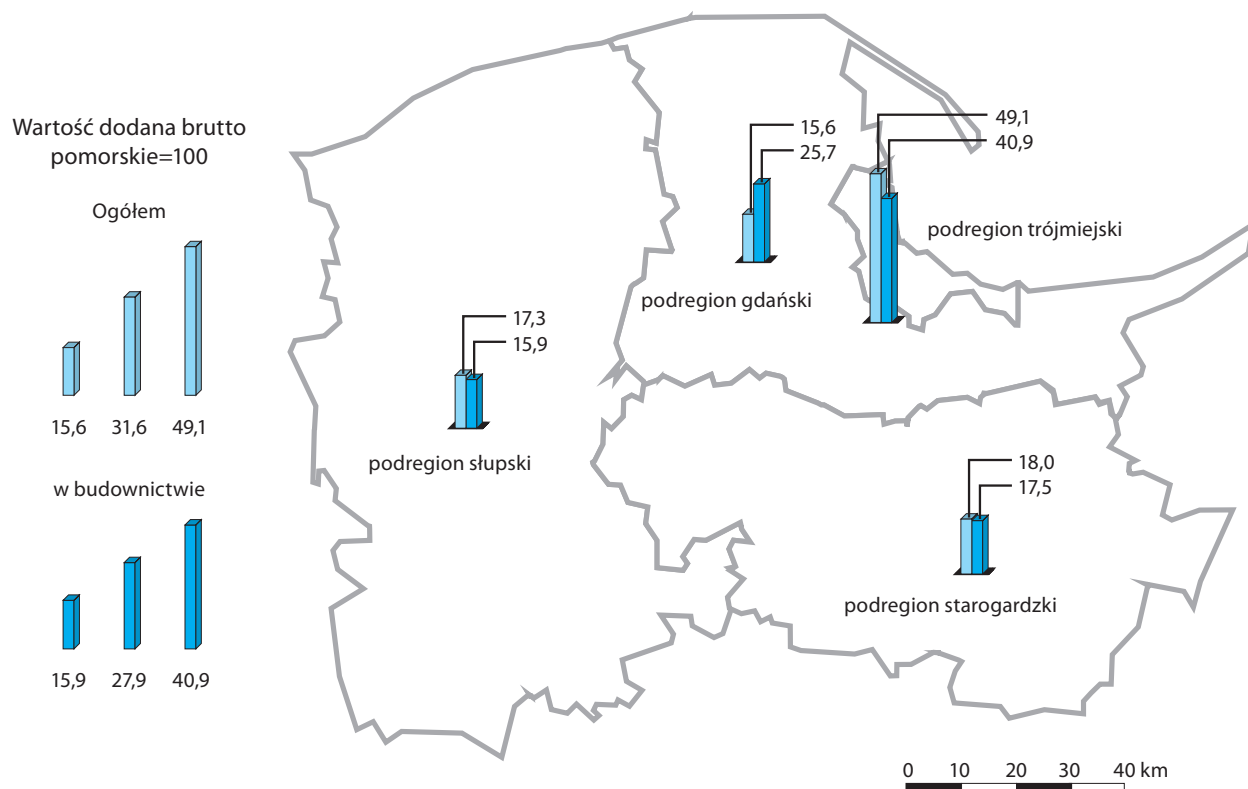 Wartość dodana brutto
pomorskie=100
Ogółem
15,6 31,6 49,1
w budownictwie
15,9 27,9 40,9
15,6
25,7
podregion gdański
49,1
40,9
podregion trójmiejski
17,3
15,9
podregion słupski
18,0
17,5
podregion starogardzki
0 10 20 30 40 km